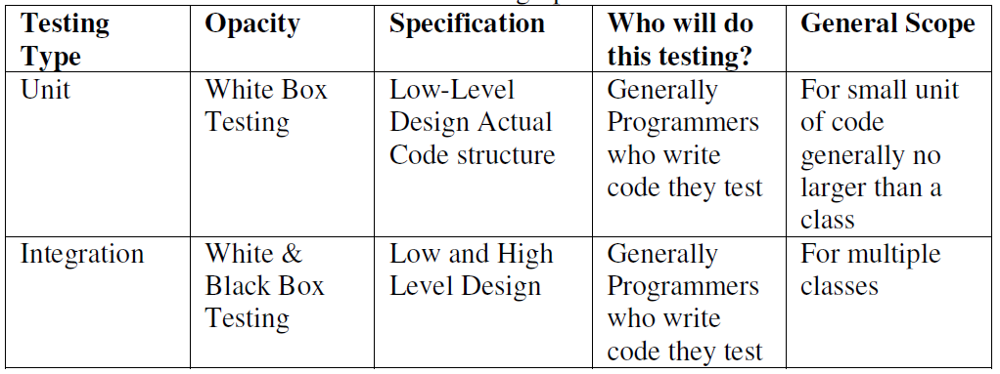 Testing Type
Opacity
Specification
Who will do this testing?
General Scope
Unit
White Box
Testing
Low-Level
Design Actual
Code structure
Generally
Programmers
who write
code they test
For small unit
of code
generally no
larger than a
class
Integration
White &
Black Box
Testing
Low and High
Level Design
Generally
Programmers
who write
code they test
For multiple
classes